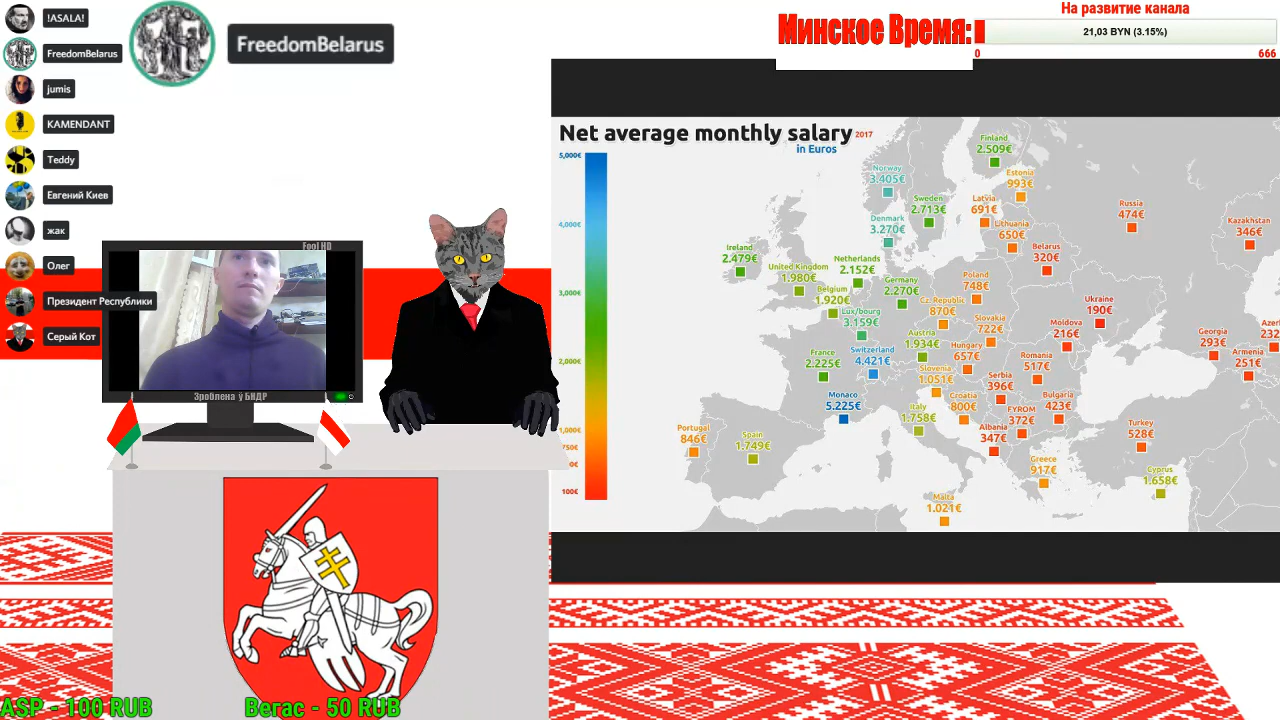 !ASALA!
FreedomBelarus
jumis
KAMENDANT
Teddy
Евгений Киев
жак
Олег
Президент Республики
Серый Кот
FreedomBelarus
Минское Время:
На развитие канала
21,03 BYN (3.15%)
0
666
Fool HD
Зроблена ў БНДР
Net average monthly salary 2017
in Euros
5,000€
4,000€
3,000€
2,000€
1,000€
750€
100€
Finland
2.509€
Norway
3.405€
Estonia
993€
Sweden
2.713€
Latvia
691€
Russia
474€
Kazakhstan
346€
Denmark
3.270€
Lithuania
650€
Belarus
320€
Ireland
2.479€
United Kingdom
1.980€
Netherlands
2.152€
Germany
2.270€
Poland
748€
Belgium
1.920€
Cz. Republic
870€
Ukraine
190€
Lux/bourg
3.159€
Slovakia
722€
Moldova
216€
Austria
1.934€
Hungary
657€
Georgia
293€
Azer
232
France
2.225€
Switzerland
4.421€
Slovenia
1.051€
Romania
517€
Armenia
251€
Serbia
396€
Monaco
5.225€
Croatia
800€
Bulgaria
423€
Italy
1.758€
FYROM
372€
Albania
347€
Turkey
528€
Portugal
846€
Spain
1.749€
Greece
917€
Cyprus
1.658€
Malta
1.021€
ASP - 100 RUB
Вегас - 50 RUB